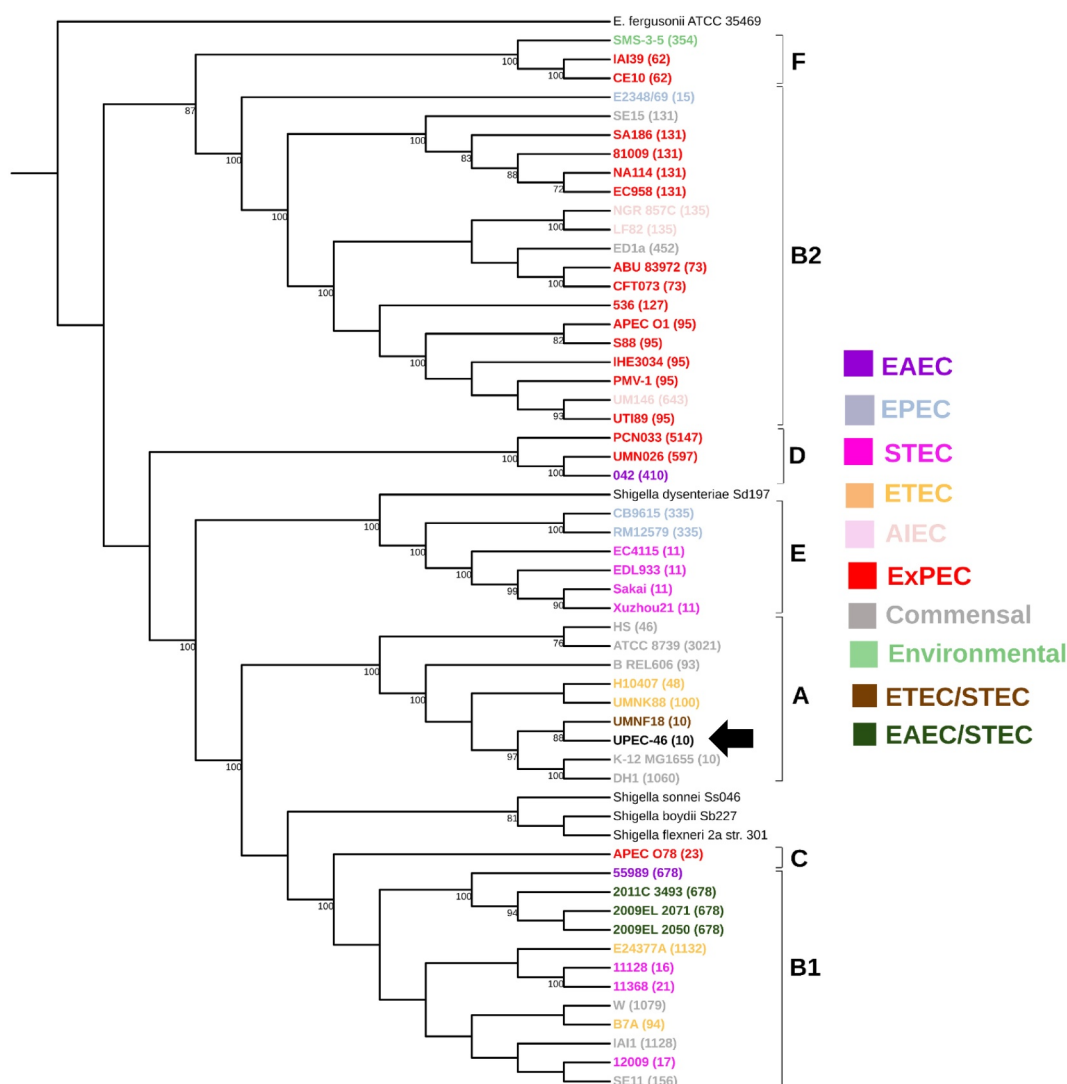 E. fergusonii ATCC 35469
SMS-3-5 (354)
100
IAI39 (62)
F
100
CE10 (62)
87
E2348/69 (15)
SE15 (131)
100
SA186 (131)
100
83
81009 (131)
88
NA114 (131)
72
EC958 (131)
NGR 857C (135)
100
100
LF82 (135)
ED1a (452)
B2
ABU 83972 (73)
100
CFT073 (73)
100
536 (127)
APEC O1 (95)
82
S88 (95)
100
IHE3034 (95)
PMV-1 (95)
UM146 (643)
93
UTI89 (95)
PCN033 (5147)
100
UMN026 (597)
D
100
042 (410)
Shigella dysenteriae Sd197
100
CB9615 (335)
100
RM12579 (335)
100
EC4115 (11)
E
100
EDL933 (11)
99
Sakai (11)
90
Xuzhou21 (11)
HS (46)
100
76
ATCC 8739 (3021)
100
B REL606 (93)
H10407 (48)
A
100
UMNK88 (100)
UMNF18 (10)
88
UPEC-46 (10)
97
K-12 MG1655 (10)
100
100
DH1 (1060)
Shigella sonnei Ss046
81
Shigella boydii Sb227
Shigella flexneri 2a str. 301
APEC O78 (23)
C
55989 (678)
100
2011C 3493 (678)
100
94
2009EL 2071 (678)
2009EL 2050 (678)
E24377A (1132)
11128 (16)
B1
100
11368 (21)
W (1079)
B7A (94)
IAI1 (1128)
12009 (17)
SE11 (156)
EAEC
EPEC
STEC
ETEC
AIEC
ExPEC
Commensal
Environmental
ETEC/STEC
EAEC/STEC